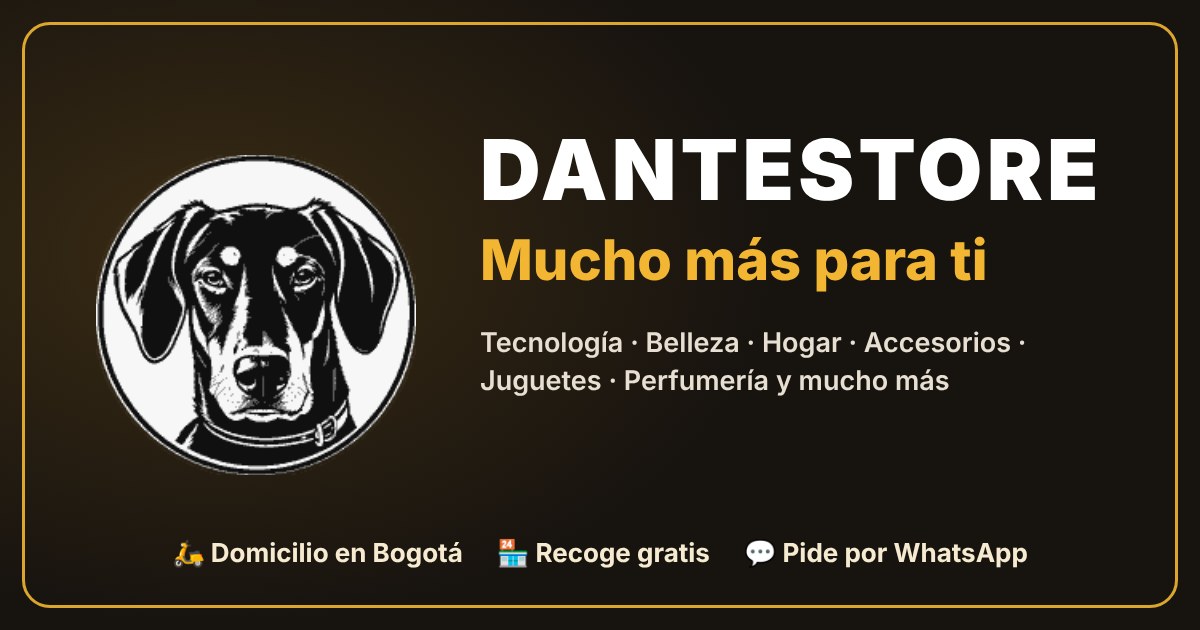 DANTESTORE
Mucho más para ti
Tecnología · Belleza · Hogar · Accesorios ·
Juguetes · Perfumería y mucho más
🛵 Domicilio en Bogotá 🏪 Recoge gratis 💬 Pide por WhatsApp